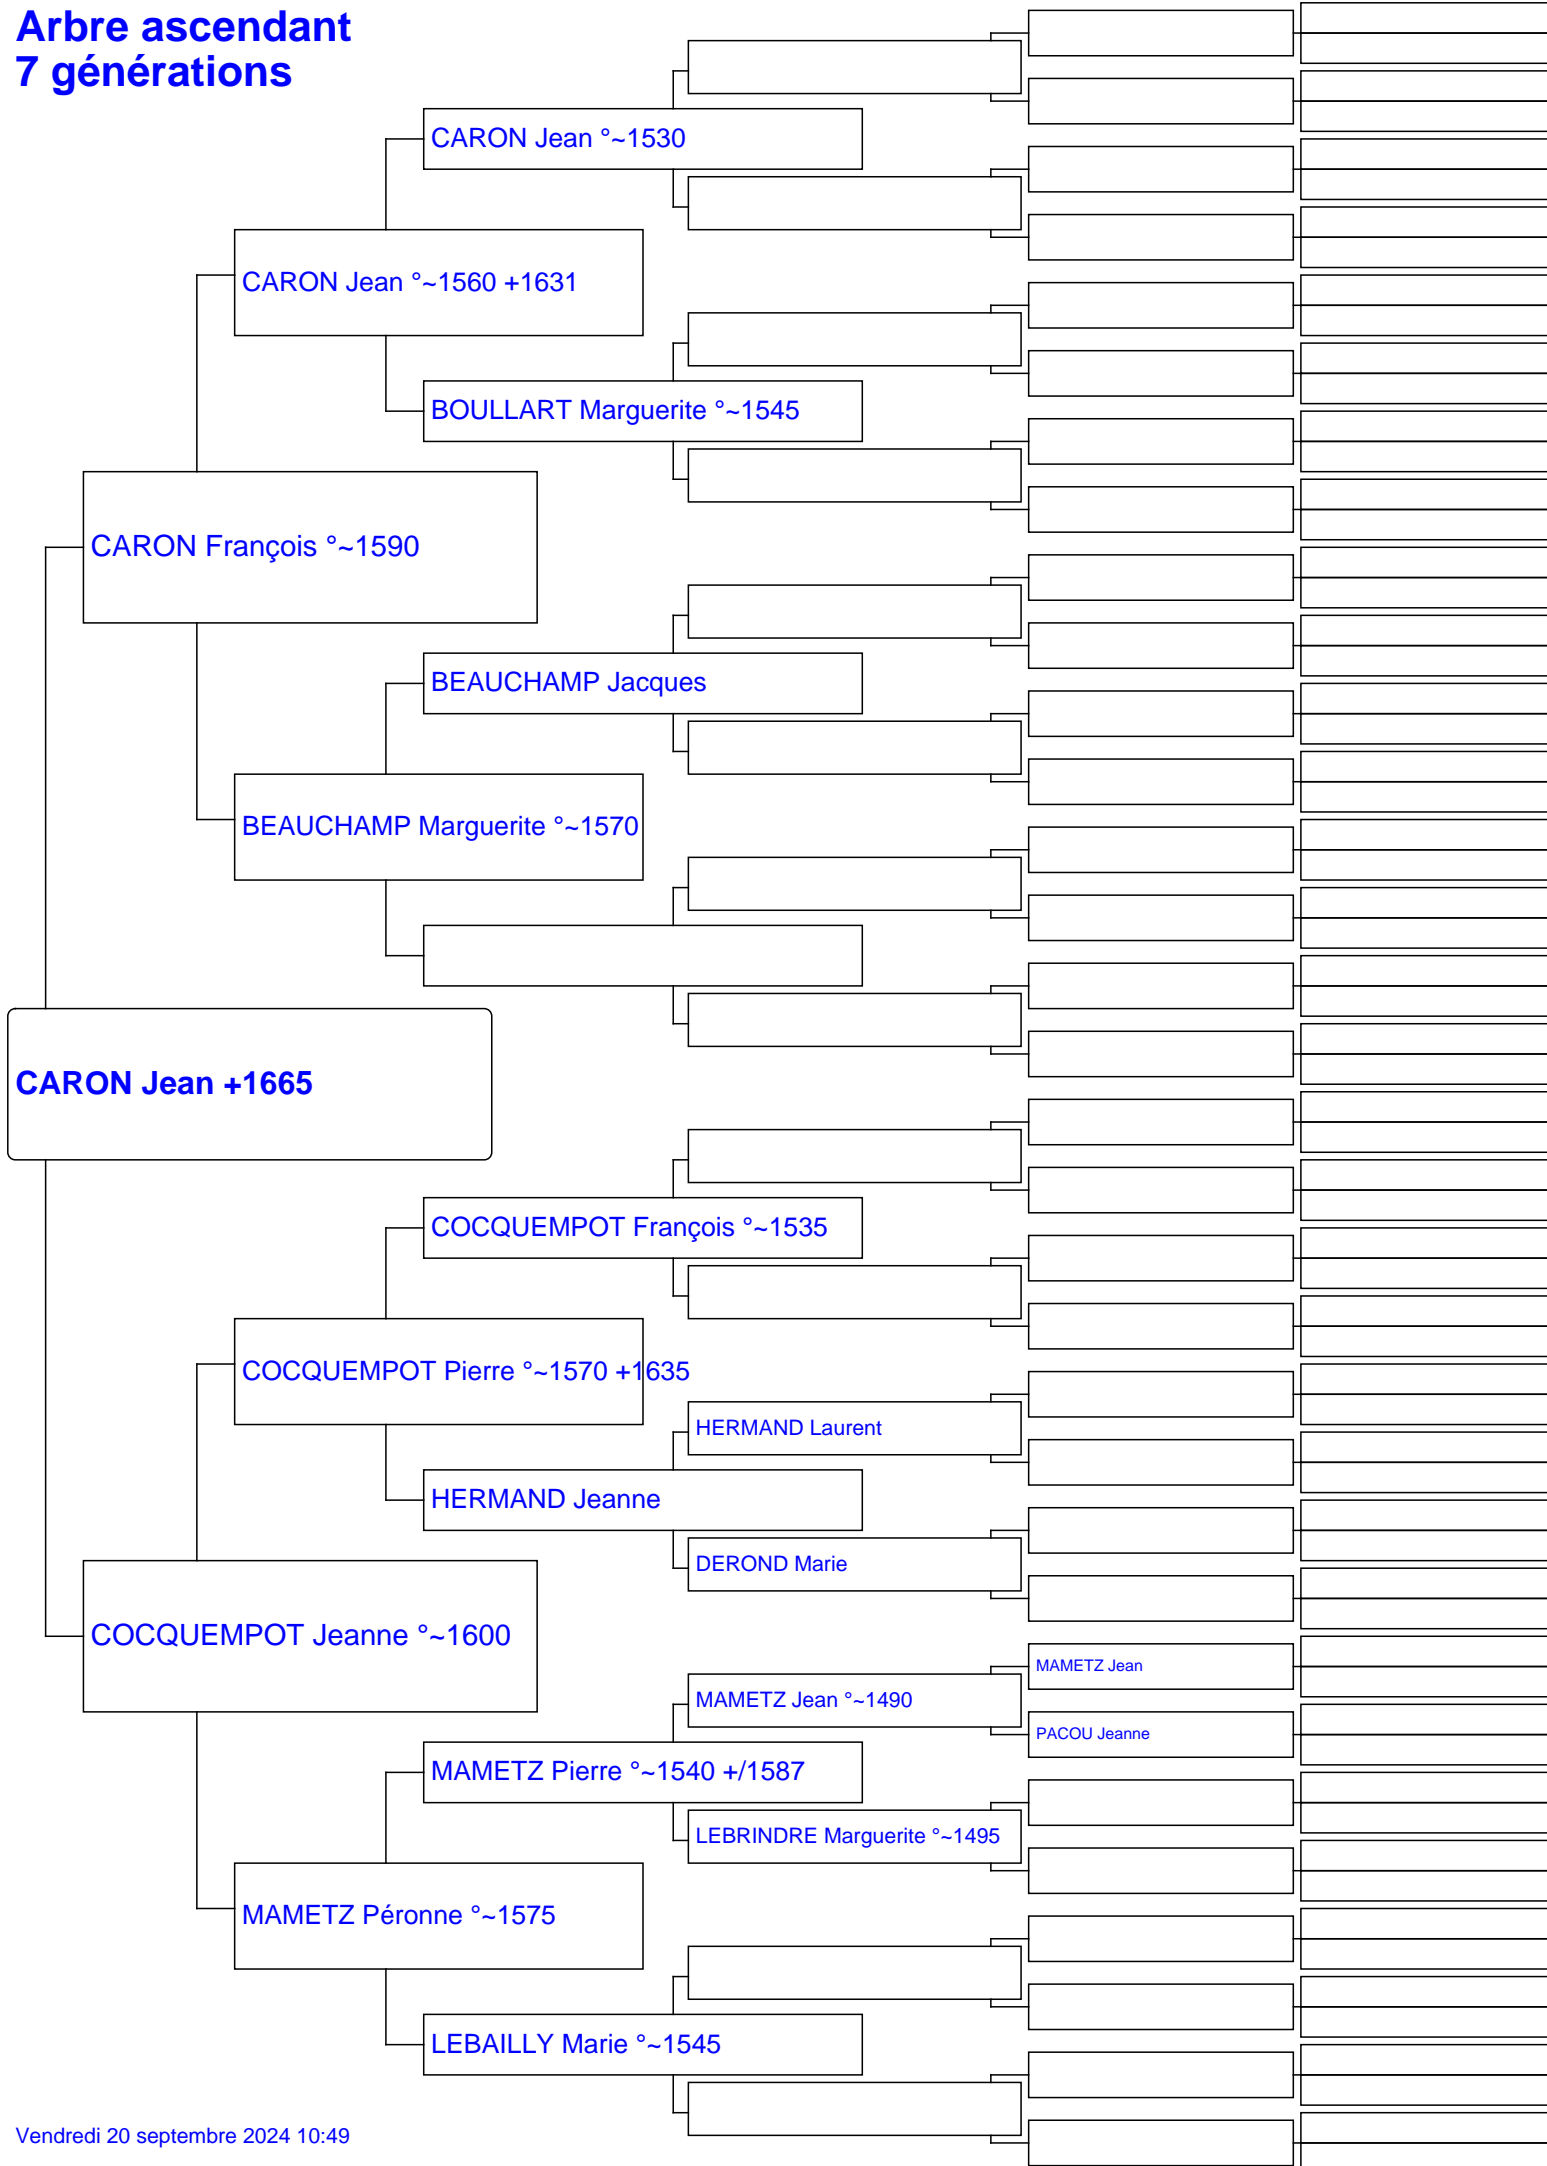 Arbre ascendant
7 générations
CARON Jean °~1530
CARON Jean °~1560 +1631
BOULLART Marguerite °~1545
CARON François °~1590
BEAUCHAMP Jacques
BEAUCHAMP Marguerite °~1570
CARON Jean +1665
COCQUEMPOT François °~1535
COCQUEMPOT Pierre °~1570 +1635
HERMAND Laurent
HERMAND Jeanne
DEROND Marie
COCQUEMPOT Jeanne °~1600
MAMETZ Jean
MAMETZ Jean °~1490
PACOU Jeanne
MAMETZ Pierre °~1540 +/1587
LEBRINDRE Marguerite °~1495
MAMETZ Péronne °~1575
LEBAILLY Marie °~1545
Vendredi 20 septembre 2024 10:49